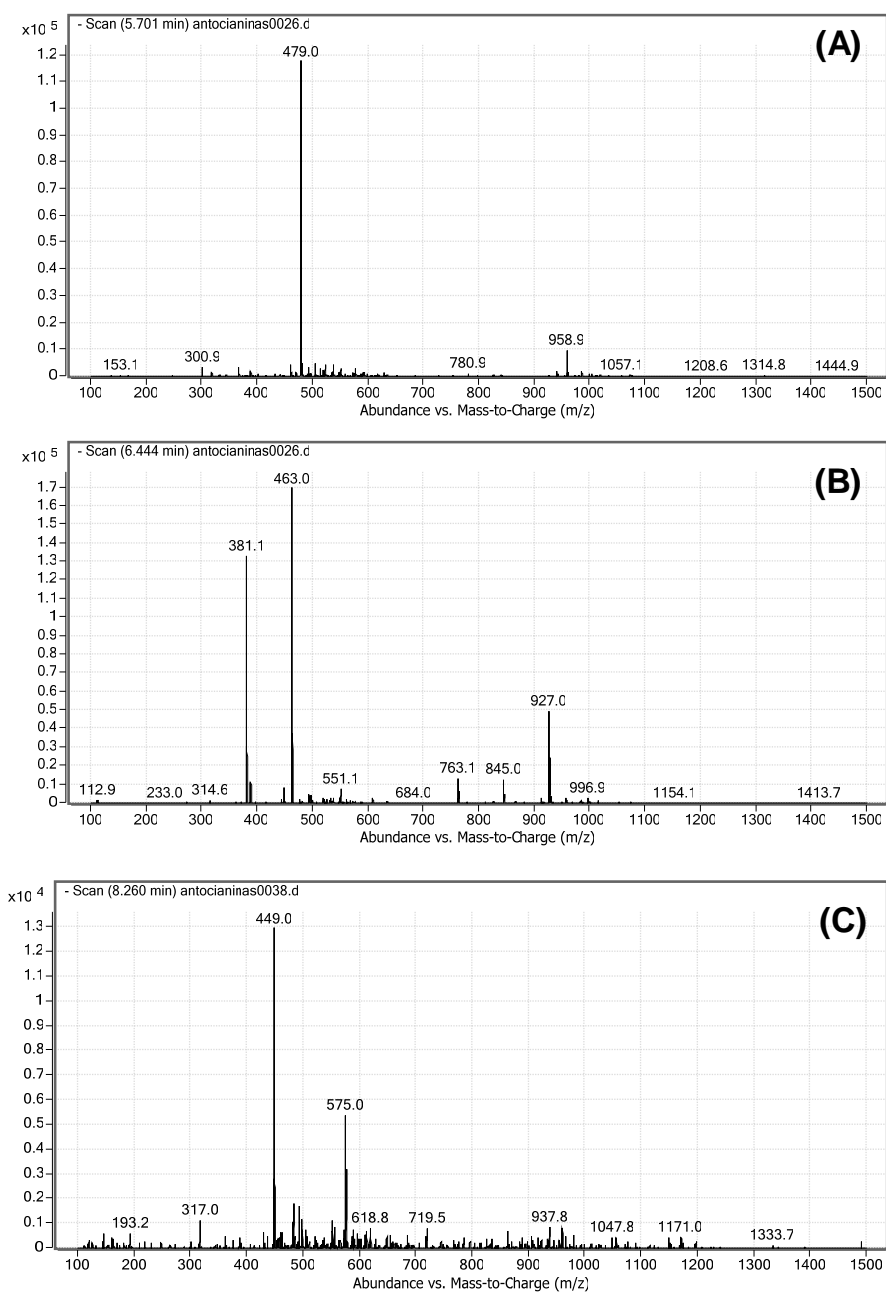 - Scan (5.701 min) antocianinas0026.d
x10 5
(A)
1.2
1.1
1
0.9
0.8
0.7
0.6
0.5
0.4
0.3
0.2
0.1
0
479.0
153.1 300.9 780.9 958.9 1057.1 1208.6 1314.8 1444.9
100 200 300 400 500 600 700 800 900 1000 1100 1200 1300 1400 1500
Abundance vs. Mass-to-Charge (m/z)
- Scan (6.444 min) antocianinas0026.d
x10 5
(B)
1.7
1.6
1.5
1.4
1.3
1.2
1.1
1
0.9
0.8
0.7
0.6
0.5
0.4
0.3
0.2
0.1
0
463.0
381.1
927.0
112.9 233.0 314.6 551.1 684.0 763.1 845.0 996.9 1154.1 1413.7
100 200 300 400 500 600 700 800 900 1000 1100 1200 1300 1400 1500
Abundance vs. Mass-to-Charge (m/z)
- Scan (8.260 min) antocianinas0038.d
x10 4
(C)
1.3
1.2
1.1
1
0.9
0.8
0.7
0.6
0.5
0.4
0.3
0.2
0.1
0
449.0
575.0
193.2 317.0 618.8 719.5 937.8 1047.8 1171.0 1333.7
100 200 300 400 500 600 700 800 900 1000 1100 1200 1300 1400 1500
Abundance vs. Mass-to-Charge (m/z)